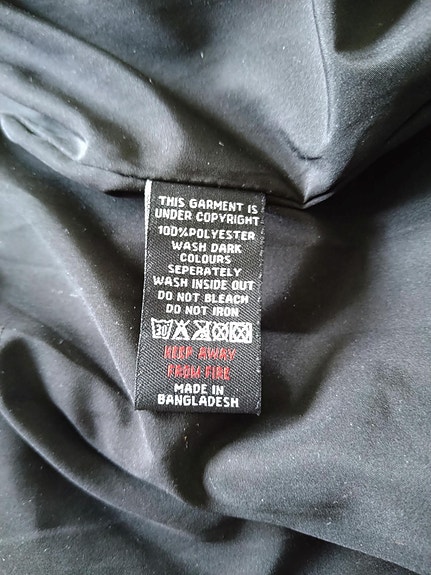 THIS GARMENT IS
UNDER COPYRIGHT
100%POLYESTER
WASH DARK
COLOURS
SEPERATELY
WASH INSIDE OUT
DO NOT BLEACH
DO NOT IRON
30
KEEP AWAY
FROM FIRE
MADE IN
BANGLADESH